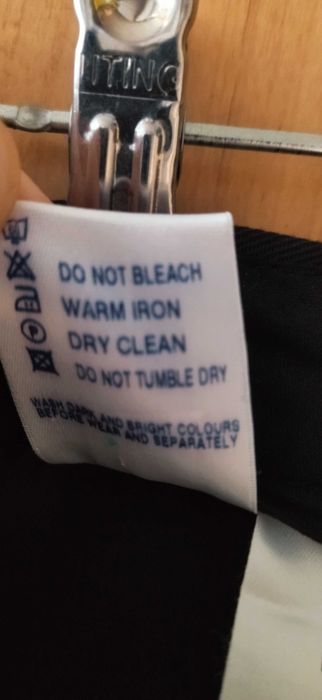 UTING
DO NOT BLEACH
WARM IRON
DRY CLEAN
DO NOT TUMBLE DRY
WASH DARK AND BRIGHT COLOURS
BEFORE WEAR AND SEPARATELY